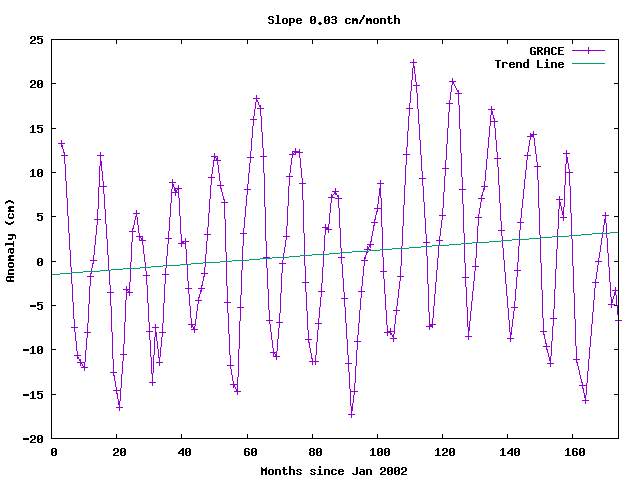 Slope 0.03 cm/month
25
20
15
10
5
0
-5
-10
-15
-20
Anomaly (cm)
GRACE
Trend Line
0 20 40 60 80 100 120 140 160
Months since Jan 2002